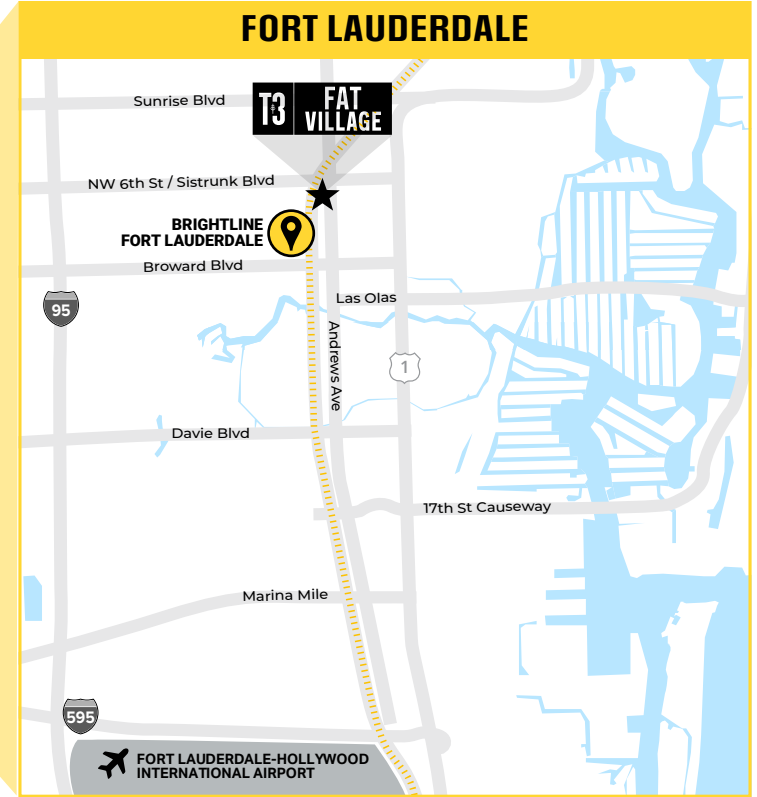 FORT LAUDERDALE
Sunrise Blvd
T3
FAT
VILLAGE
NW 6th St / Sistrunk Blvd
BRIGHTLINE
FORT LAUDERDALE
Broward Blvd
Las Olas
95
Andrews Ave
1
Davie Blvd
17th St Causeway
Marina Mile
595
FORT LAUDERDALE-HOLLYWOOD
INTERNATIONAL AIRPORT